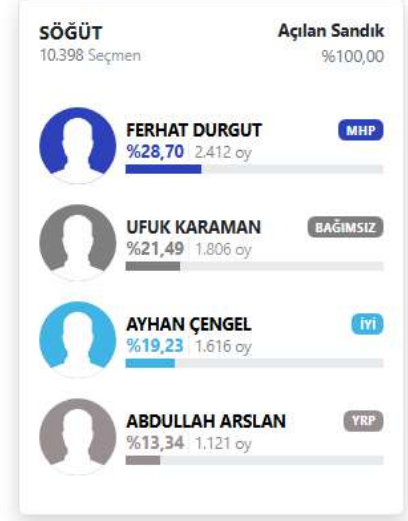 SÖĞÜT
Açılan Sandık
10.398 Seçmen
%100,00
FERHAT DURGUT
MHP
%28,70 2.412 oy
UFUK KARAMAN
BAĞIMSIZ
%21,49 1.806 oy
AYHAN ÇENGEL
İYİ
%19,23 1.616 oy
ABDULLAH ARSLAN
YRP
%13,34 1.121 oy